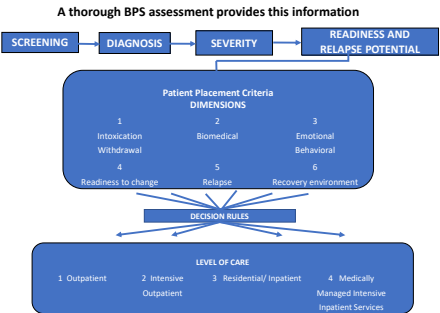 A thorough BPS assessment provides this information
SCREENING
DIAGNOSIS
SEVERITY
READINESS AND
RELAPSE POTENTIAL
Patient Placement Criteria
DIMENSIONS
1 2 3
Intoxication Biomedical Emotional
Withdrawal Behavioral
4 5 6
Readiness to change Relapse Recovery environment
DECISION RULES
LEVEL OF CARE
1 Outpatient 2 Intensive 3 Residential/ Inpatient 4 Medically
Outpatient Managed Intensive
Inpatient Services